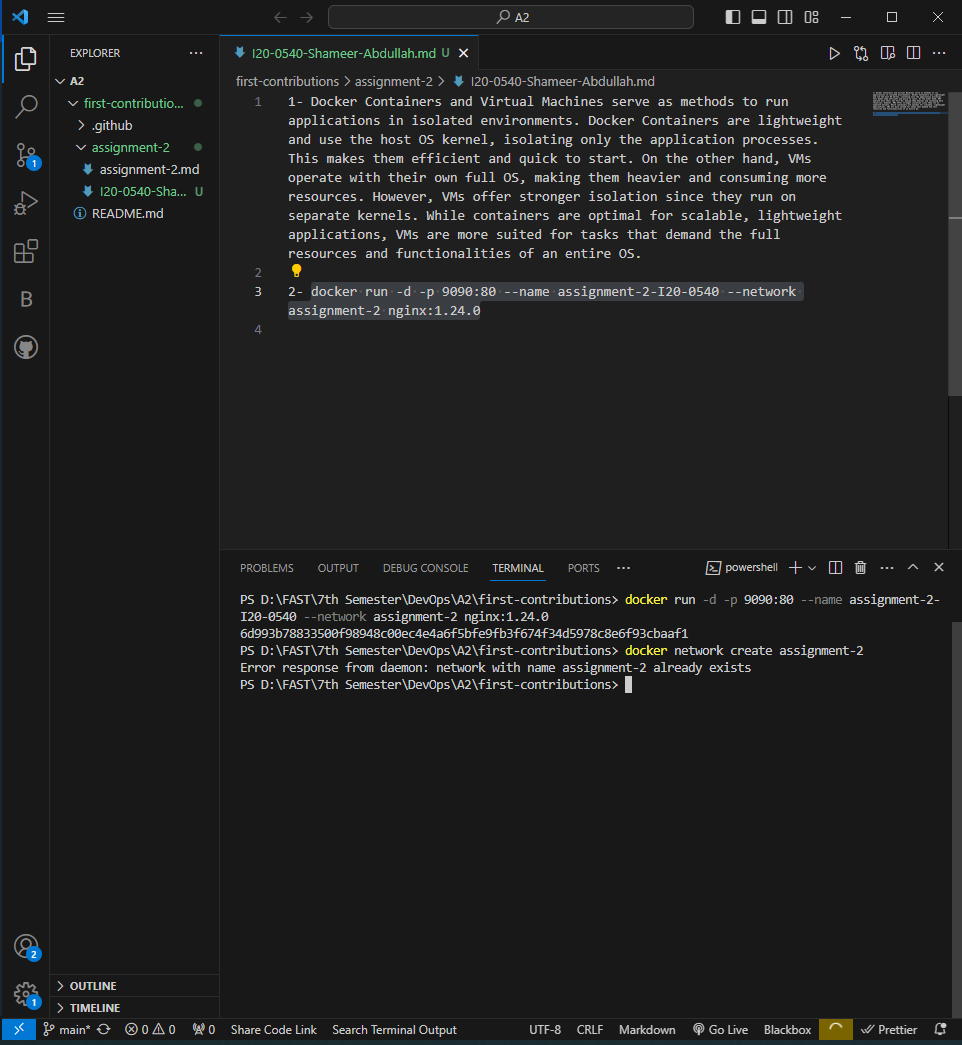 A2
EXPLORER
A2
first-contributio...
.github
assignment-2
assignment-2.md
I20-0540-Sha... U
README.md
OUTLINE
TIMELINE
I20-0540-Shameer-Abdullah.md U
first-contributions > assignment-2 > I20-0540-Shameer-Abdullah.md
1 1- Docker Containers and Virtual Machines serve as methods to run
applications in isolated environments. Docker Containers are lightweight
and use the host OS kernel, isolating only the application processes.
This makes them efficient and quick to start. On the other hand, VMs
operate with their own full OS, making them heavier and consuming more
resources. However, VMs offer stronger isolation since they run on
separate kernels. While containers are optimal for scalable, lightweight
applications, VMs are more suited for tasks that demand the full
resources and functionalities of an entire OS.
2
3 2- docker run -d -p 9090:80 --name assignment-2-I20-0540 --network
assignment-2 nginx:1.24.0
4
PROBLEMS OUTPUT DEBUG CONSOLE TERMINAL PORTS ... powershell
PS D:\FAST\7th Semester\DevOps\A2\first-contributions> docker run -d -p 9090:80 --name assignment-2-
I20-0540 --network assignment-2 nginx:1.24.0
6d993b78833500f98948c00ec4e4a6f5bfe9fb3f674f34d5978c8e6f93cbaaf1
PS D:\FAST\7th Semester\DevOps\A2\first-contributions> docker network create assignment-2
Error response from daemon: network with name assignment-2 already exists
PS D:\FAST\7th Semester\DevOps\A2\first-contributions>
1
B
2
1
main* 0 0 0 Share Code Link Search Terminal Output UTF-8 CRLF Markdown Go Live Blackbox Prettier